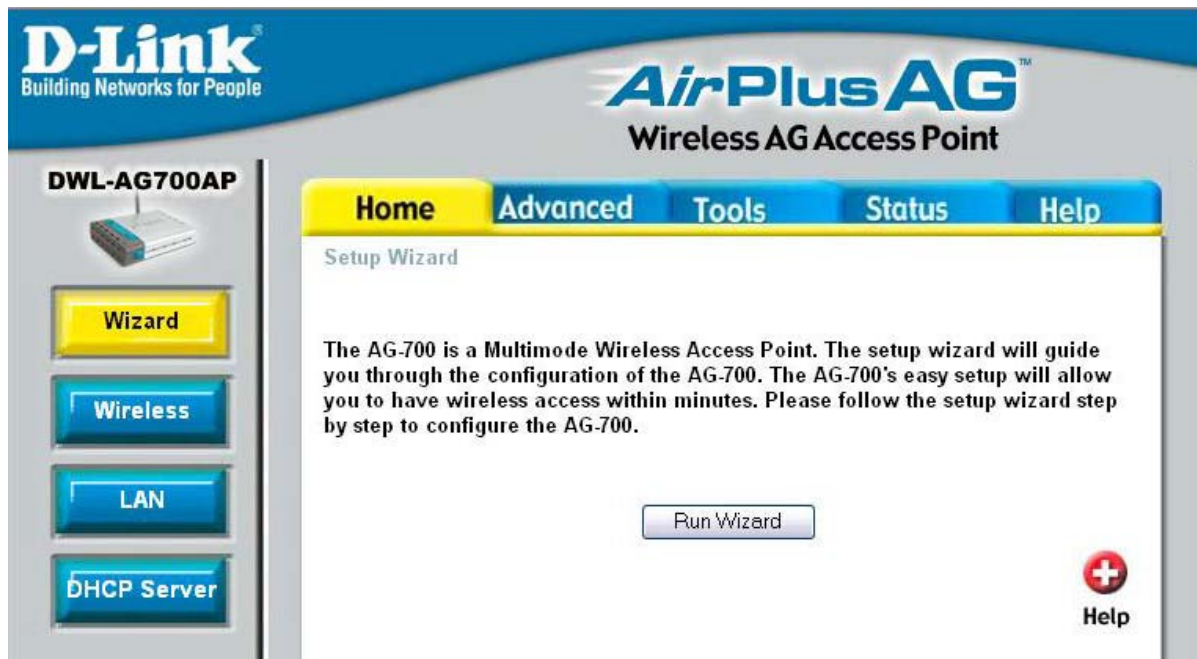 D-Link®
Building Networks for People
AirPlus AG™
Wireless AG Access Point
DWL-AG700AP
Home
Advanced
Tools
Status
Help
Wizard
Wireless
LAN
DHCP Server
Setup Wizard
The AG-700 is a Multimode Wireless Access Point. The setup wizard will guide
you through the configuration of the AG-700. The AG-700's easy setup will allow
you to have wireless access within minutes. Please follow the setup wizard step
by step to configure the AG-700.
Run Wizard
Help